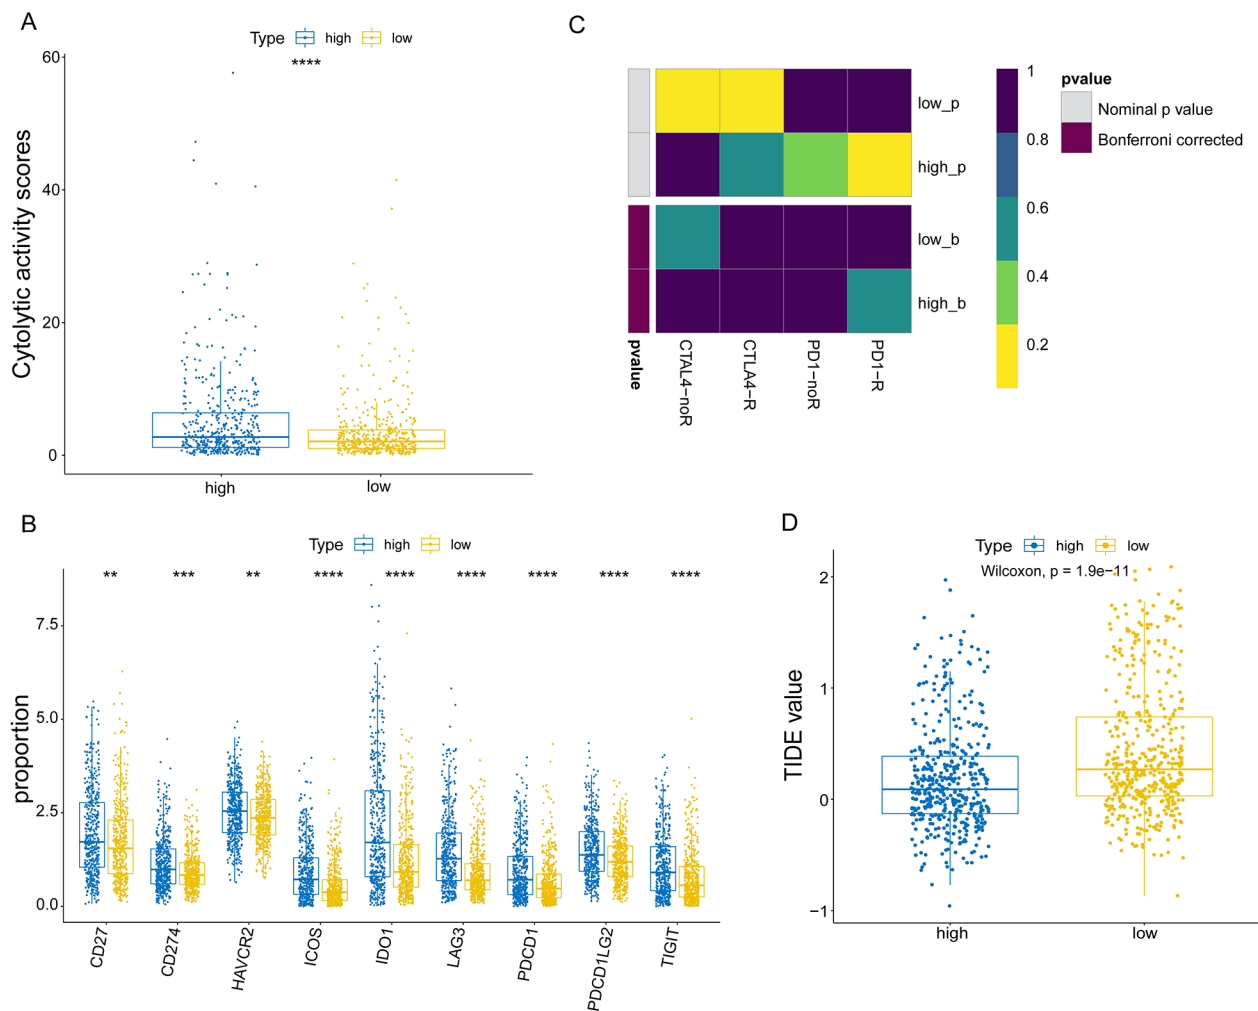 A
Type high low
****
Cytolytic activity scores
60
40
20
0
high low
B
Type high low
** *** ** **** **** **** **** **** ****
proportion
7.5
5.0
2.5
0.0
CD27 CD274 HAVCR2 ICOS IDO1 LAG3 PDCD1 PDCD1LG2 TIGIT
C
low_p
high_p
low_b
high_b
pvalue CTAL4−noR CTLA4−R PD1−noR PD1−R
1
0.8
0.6
0.4
0.2
pvalue
Nominal p value
Bonferroni corrected
D
Type high low
Wilcoxon, p = 1.9e−11
TIDE value
2
1
0
−1
high low